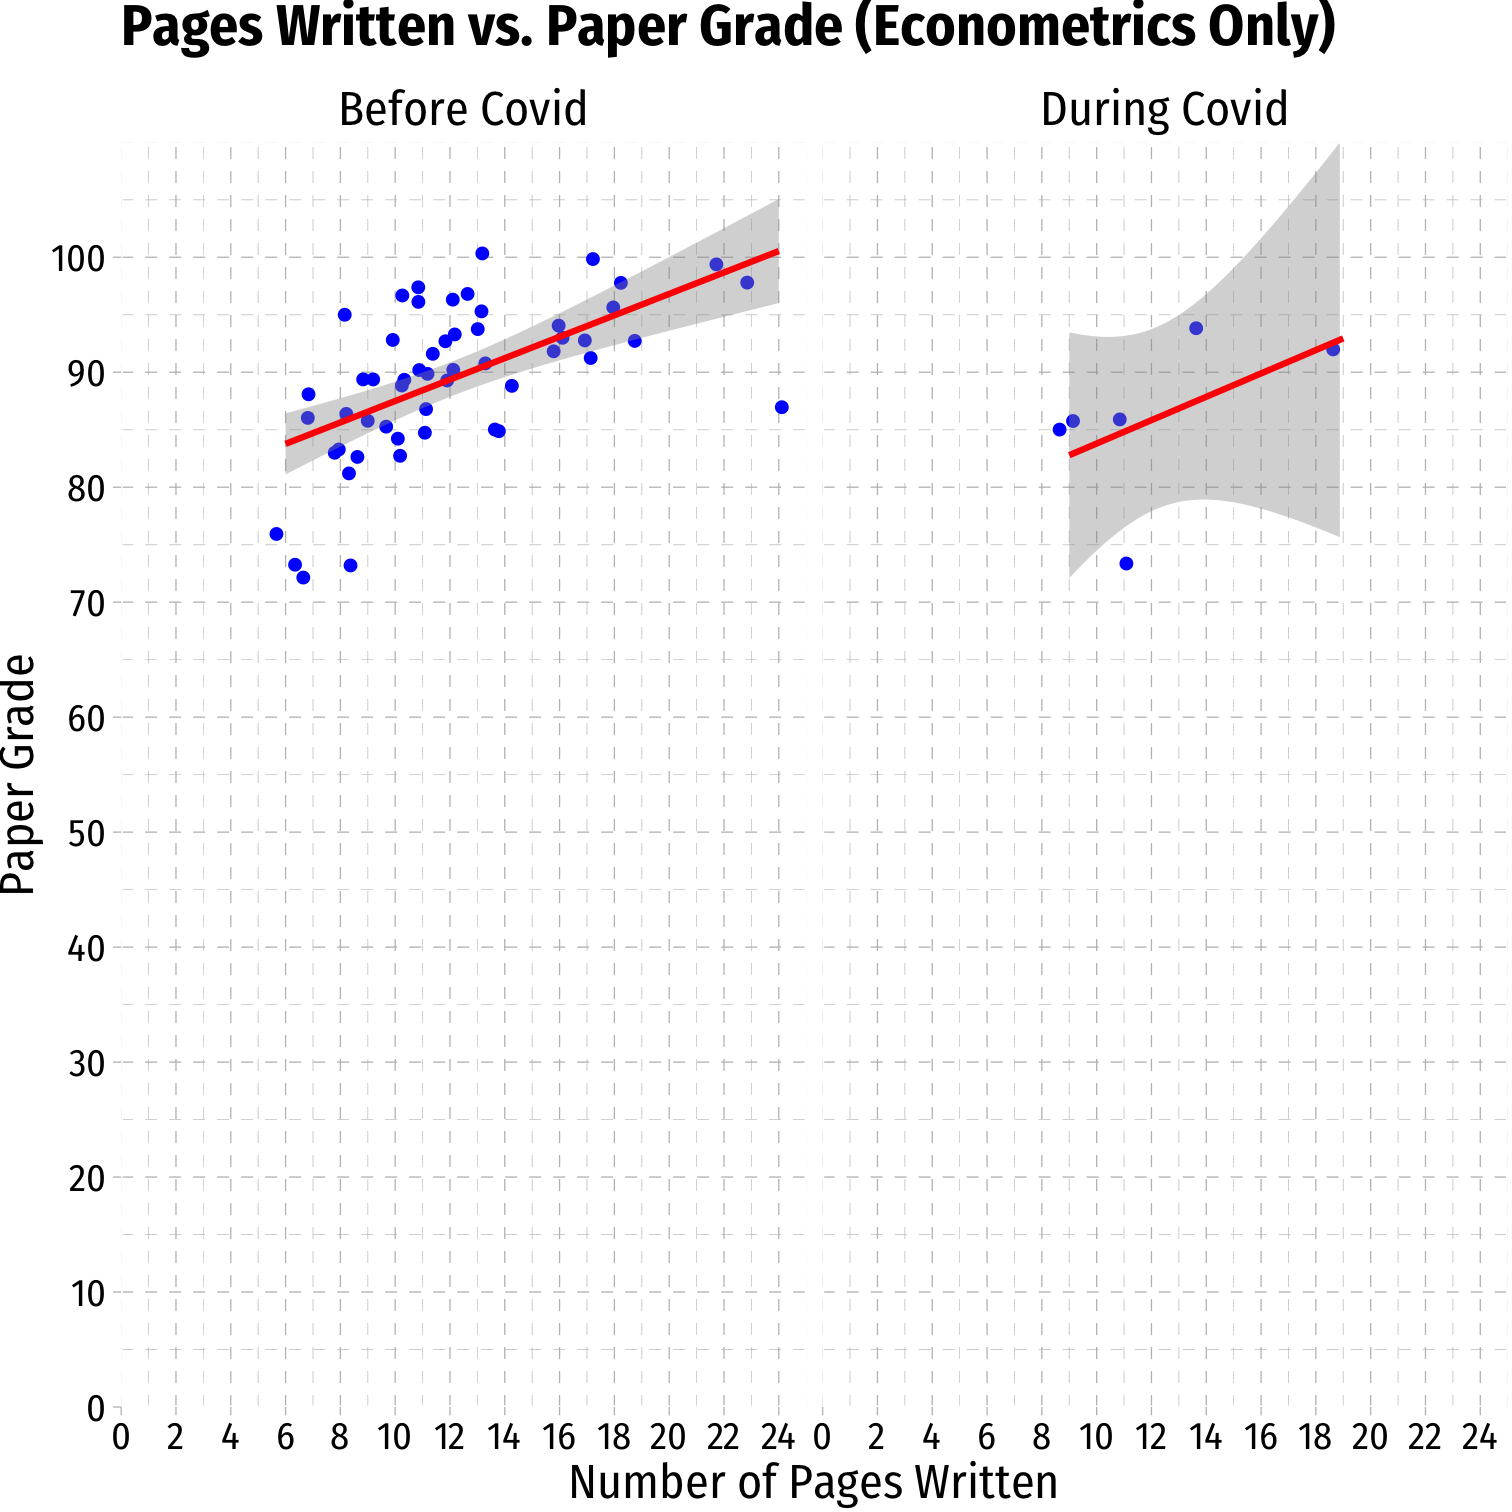 Pages Written vs. Paper Grade (Econometrics Only)
Before Covid
During Covid
Paper Grade
100
90
80
70
60
50
40
30
20
10
0
0 2 4 6 8 10 12 14 16 18 20 22 24
0 2 4 6 8 10 12 14 16 18 20 22 24
Number of Pages Written